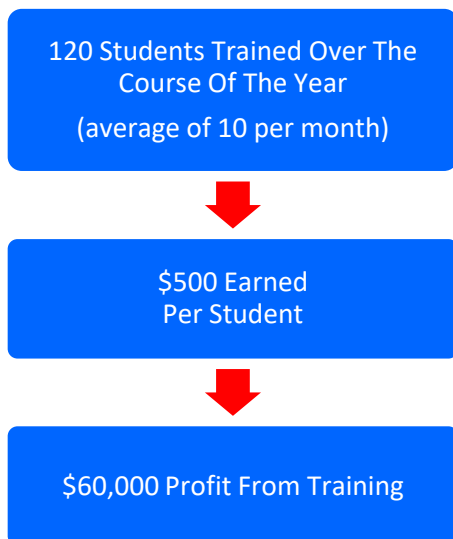 120 Students Trained Over The
Course Of The Year
(average of 10 per month)
$500 Earned
Per Student
$60,000 Profit From Training